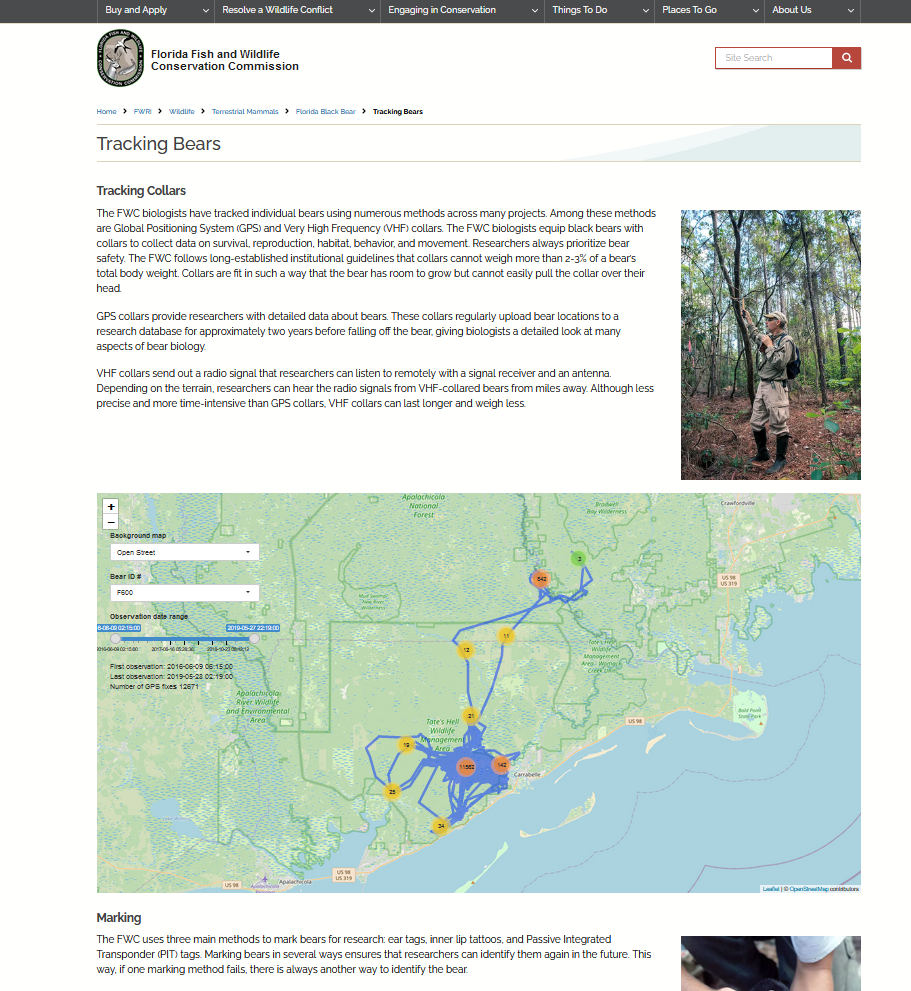 Buy and Apply
Resolve a Wildlife Conflict
Engaging in Conservation
Things To Do
Places To Go
About Us
Florida Fish and Wildlife
Conservation Commission
Site Search
Home > FWRI > Wildlife > Terrestrial Mammals > Florida Black Bear > Tracking Bears
Tracking Bears
Tracking Collars
The FWC biologists have tracked individual bears using numerous methods across many projects. Among these methods
are Global Positioning System (GPS) and Very High Frequency (VHF) collars. The FWC biologists equip black bears with
collars to collect data on survival, reproduction, habitat, behavior, and movement. Researchers always prioritize bear
safety. The FWC follows long-established institutional guidelines that collars cannot weigh more than 2-3% of a bear's
total body weight. Collars are fit in such a way that the bear has room to grow but cannot easily pull the collar over their
head.
GPS collars provide researchers with detailed data about bears. These collars regularly upload bear locations to a
research database for approximately two years before falling off the bear, giving biologists a detailed look at many
aspects of bear biology.
VHF collars send out a radio signal that researchers can listen to remotely with a signal receiver and an antenna.
Depending on the terrain, researchers can hear the radio signals from VHF-collared bears from miles away. Although less
precise and more time-intensive than GPS collars, VHF collars can last longer and weigh less.
+
−
Background map
Open Street
Bear ID #
F600
Observation date range
6-06-09 02:15:00
2019-05-27 22:19:00
First observation: 2016-06-09 06:15:00
Last observation: 2019-05-28 02:19:00
Number of GPS fixes 12671
Apalachicola
National
Forest
Bradwell
Bay Wilderness
Crawfordville
US 98
US 319
3
842
Mud Swamp
New River
Wilderness
11
12
Tate's Hell
Wildlife
Management
Area - Womack
Creek Unit
Apalachicola
River Wildlife
and Environmental
Area
21
Tate's Hell
Wildlife
Management
Area
US 98
Bald Point
State Park
19
11562
142
Carrabelle
25
34
US 98
US 319
US 98
Apalachicola
Leaflet | © OpenStreetMap contributors
Marking
The FWC uses three main methods to mark bears for research: ear tags, inner lip tattoos, and Passive Integrated
Transponder (PIT) tags. Marking bears in several ways ensures that researchers can identify them again in the future. This
way, if one marking method fails, there is always another way to identify the bear.